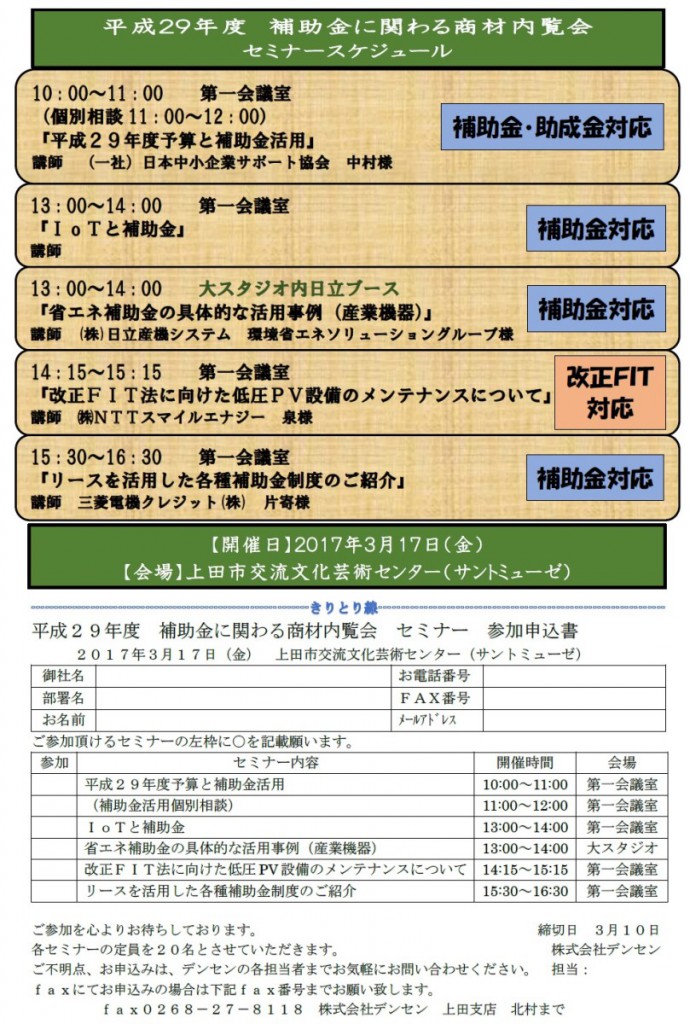 平成29年度　補助金に関わる商材内覧会
セミナースケジュール
10：00～11：00　　第一会議室
（個別相談 11：00～12：00）
『平成２９年度予算と補助金活用』
講師　（一社）日本中小企業サポート協会　中村様
補助金・助成金対応
13：00～14：00　　第一会議室
『ＩｏＴと補助金』
講師
補助金対応
13：00～14：00　　大スタジオ内日立ブース
『省エネ補助金の具体的な活用事例（産業機器）』
講師　(株)日立産機システム　環境省エネソリューショングループ様
補助金対応
14：15～15：15　　第一会議室
『改正ＦＩＴ法に向けた低圧ＰＶ設備のメンテナンスについて』
講師　㈱ＮＴＴスマイルエナジー　泉様
改正FIT
対応
15：30～16：30　　第一会議室
『リースを活用した各種補助金制度のご紹介』
講師　三菱電機クレジット(株)　片寄様
補助金対応
【開催日】2017年3月17日（金）
【会場】上田市交流文化芸術センター（サントミューゼ）
きりとり線
平成２９年度　補助金に関わる商材内覧会　セミナー　参加申込書
２０１７年３月１７日（金）　上田市交流文化芸術センター（サントミューゼ）
御社名　お電話番号
部署名　ＦＡＸ番号
お名前　ﾒｰﾙｱﾄﾞﾚｽ
ご参加頂けるセミナーの左枠に○を記載願います。
参加　セミナー内容　開催時間　会場
平成２９年度予算と補助金活用　10:00～11:00　第一会議室
（補助金活用個別相談）　11:00～12:00　第一会議室
ＩｏＴと補助金　13:00～14:00　第一会議室
省エネ補助金の具体的な活用事例（産業機器）　13:00～14:00　大スタジオ
改正ＦＩＴ法に向けた低圧 PV 設備のメンテナンスについて　14:15～15:15　第一会議室
リースを活用した各種補助金制度のご紹介　15:30～16:30　第一会議室
ご参加を心よりお待ちしております。　締切日　３月１０日
各セミナーの定員を２０名とさせていただきます。　株式会社デンセン
ご不明点、お申込みは、デンセンの各担当者までお気軽にお問い合わせください。　担当：
ｆａｘにてお申込みの場合は下記ｆａｘ番号までお願い致します。
ｆａｘ０２６８－２７－８１１８　株式会社デンセン　上田支店　北村まで